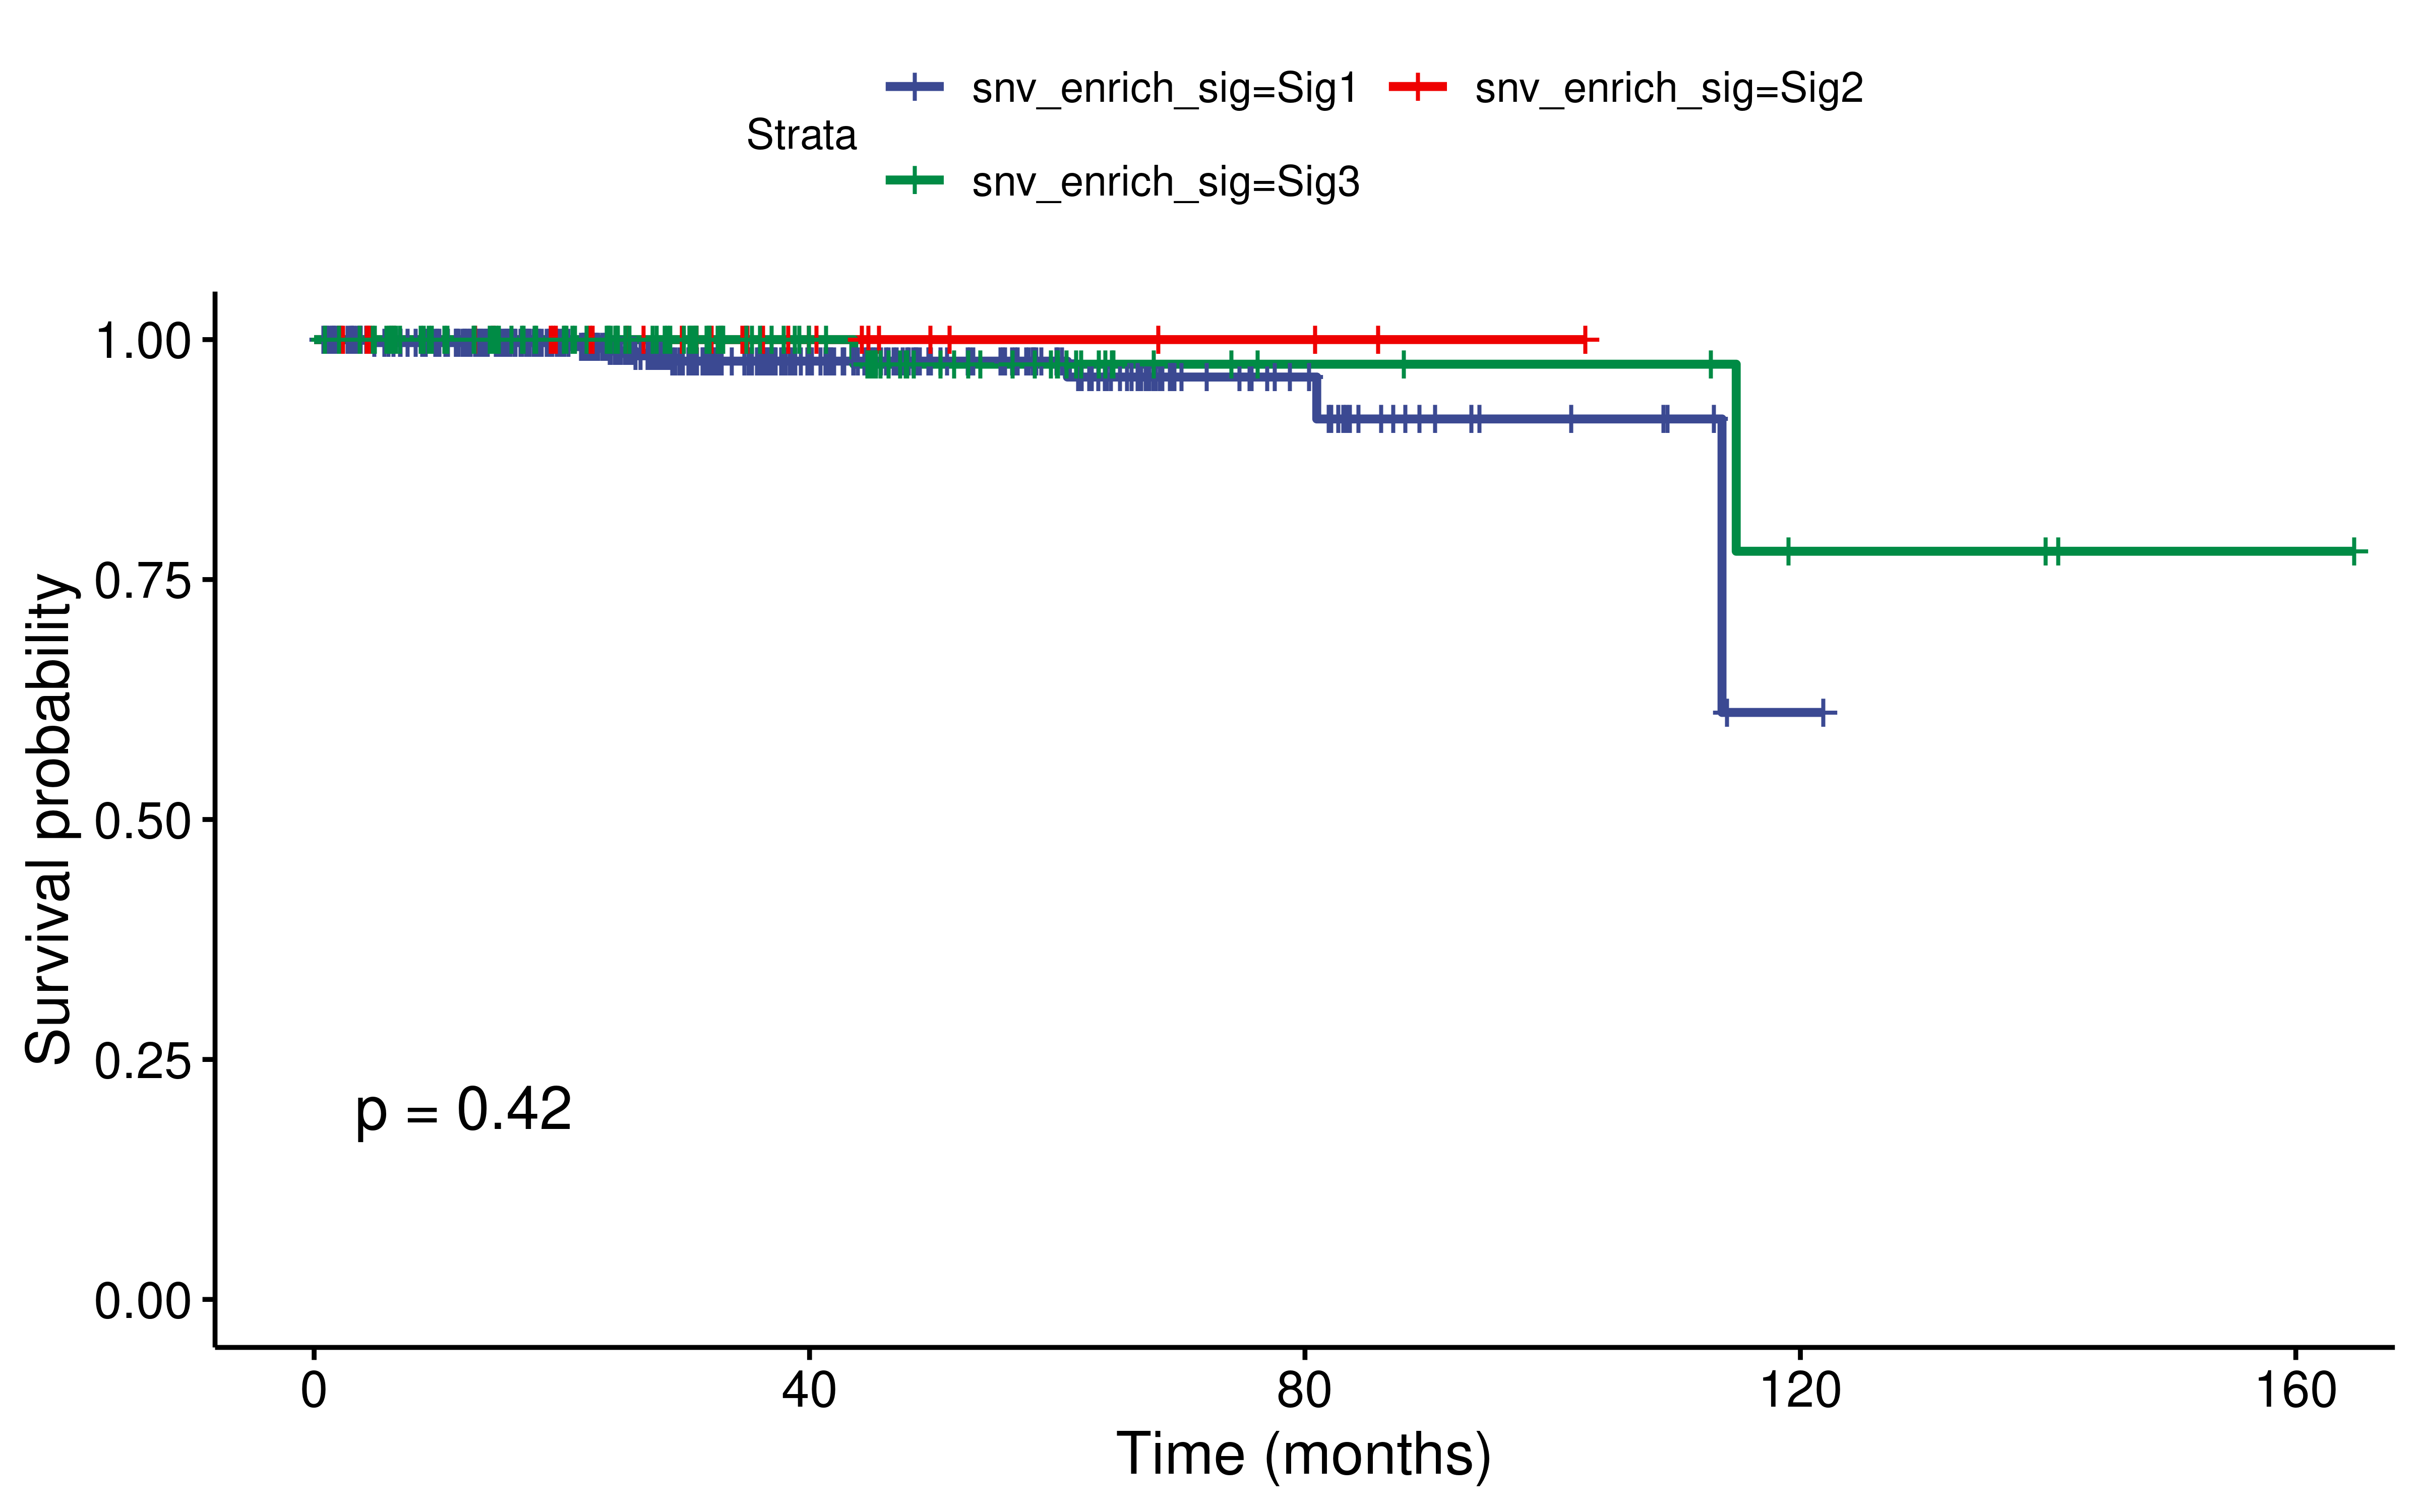 snv_enrich_sig=Sig1 snv_enrich_sig=Sig2
Strata
snv_enrich_sig=Sig3
1.00
0.75
0.50
0.25
0.00
Survival probability
p = 0.42
0 40 80 120 160
Time (months)